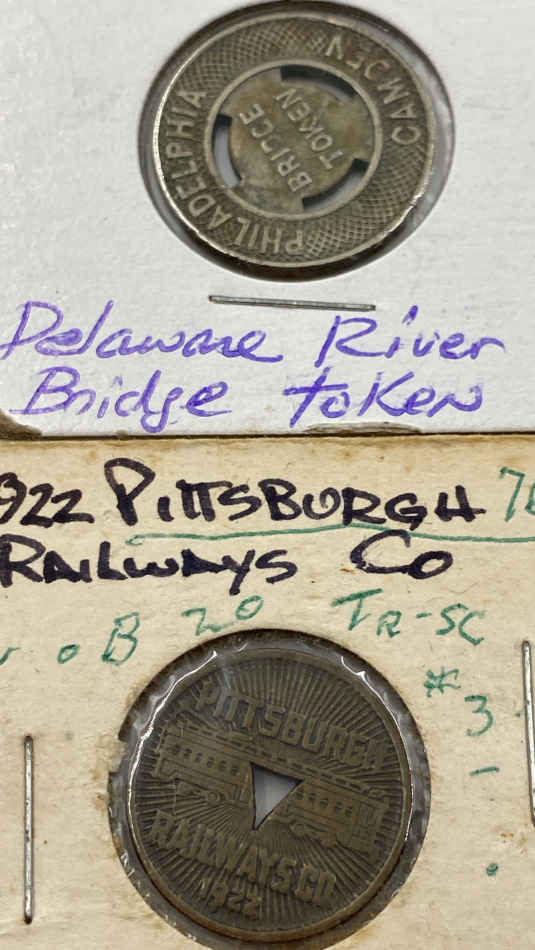 PHILADELPHIA CAMDEN
BRIDGE
TOKEN
Delaware River
Bridge token
1922 PITTSBURGH
RAILWAYS Co
B 20 TR-SC
#3
PITTSBURGH
RAILWAYS CO.
1922